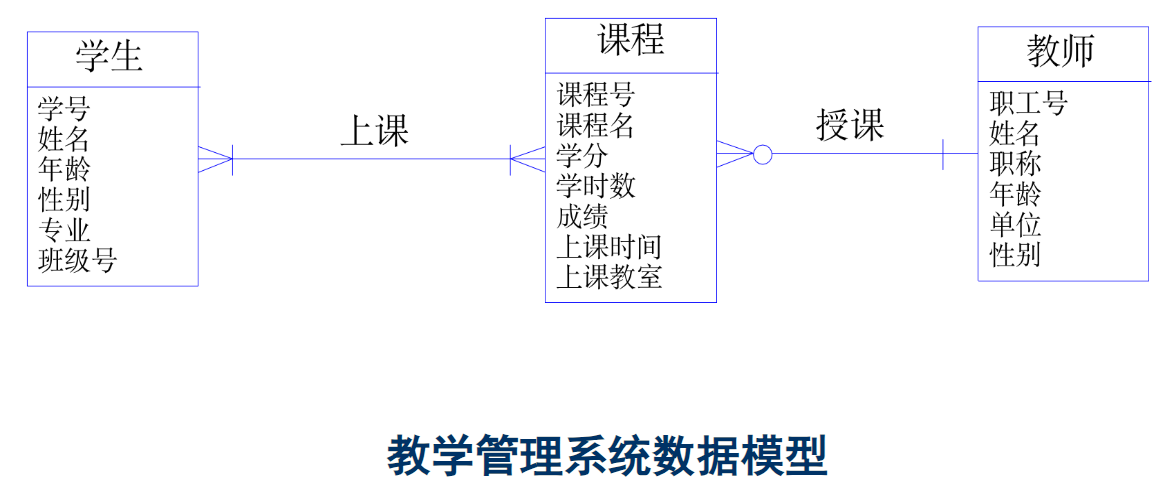 学生
学号
姓名
年龄
性别
专业
班级号
上课
课程
课程号
课程名
学分
学时数
成绩
上课时间
上课教室
授课
教师
职工号
姓名
职称
年龄
单位
性别
教学管理系统数据模型